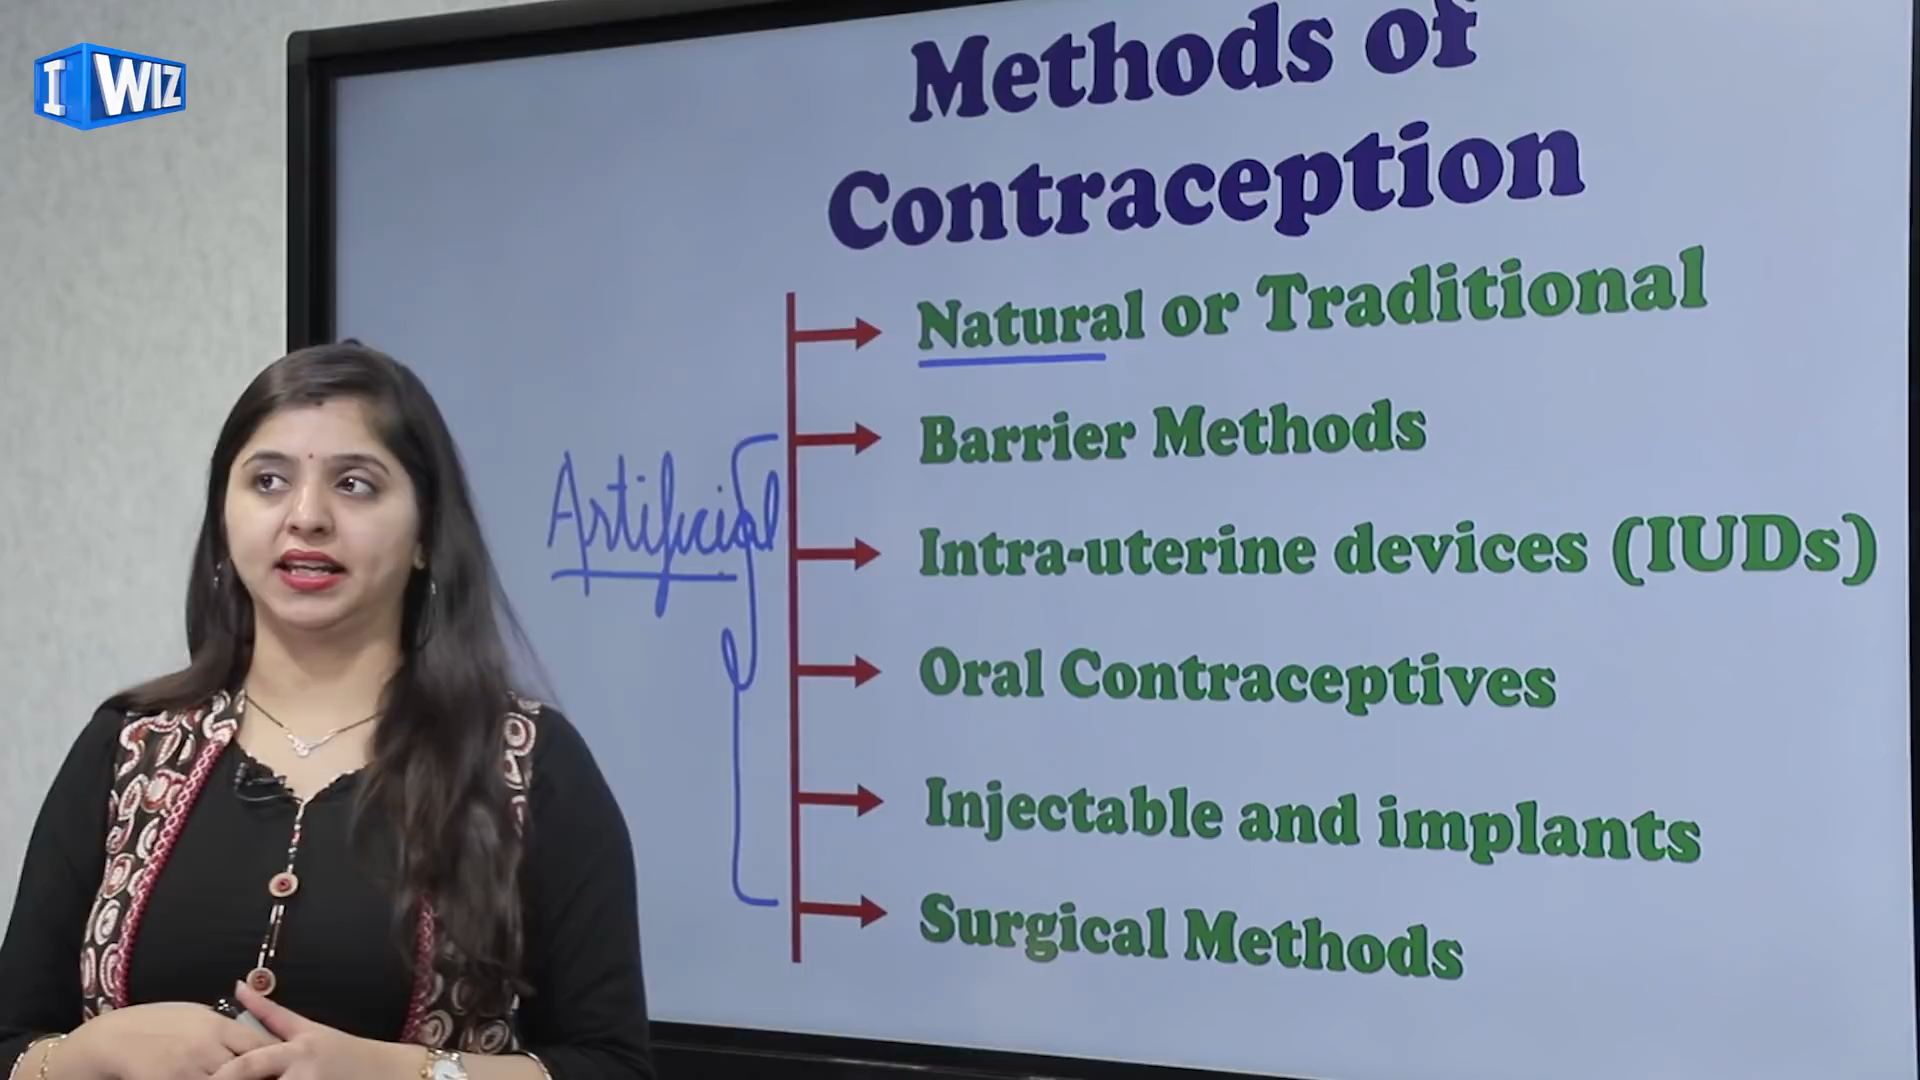 I WIZ
Methods of
Contraception
Natural or Traditional
Barrier Methods
Artificial
Intra-uterine devices (IUDs)
Oral Contraceptives
Injectable and implants
Surgical Methods